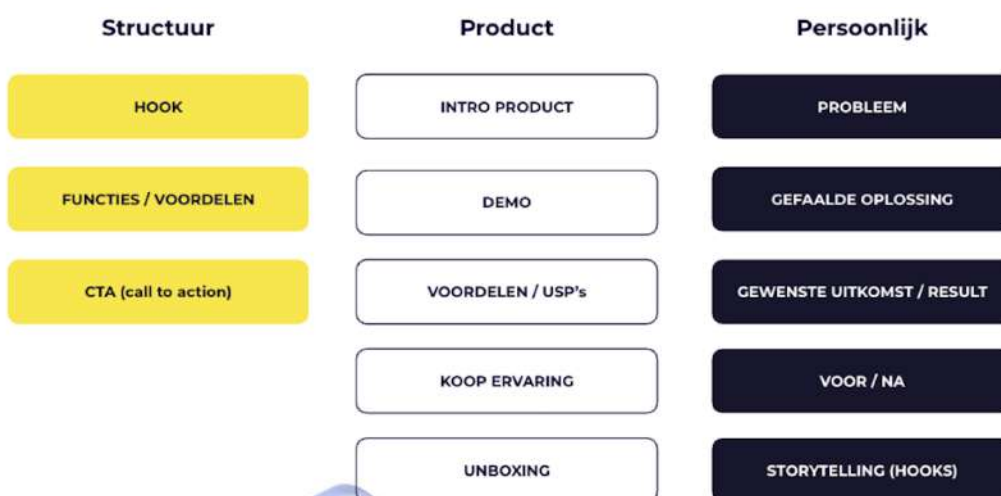 Structuur
Product
Persoonlijk
HOOK
INTRO PRODUCT
PROBLEEM
FUNCTIES / VOORDELEN
DEMO
GEFAALDE OPLOSSING
CTA (call to action)
VOORDELEN / USP's
GEWENSTE UITKOMST / RESULT
KOOP ERVARING
VOOR / NA
UNBOXING
STORYTELLING (HOOKS)